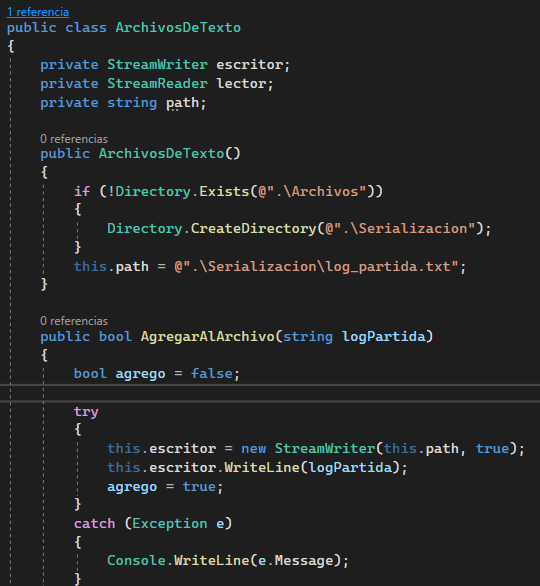 1 referencia
public class ArchivosDeTexto
{
private StreamWriter escritor;
private StreamReader lector;
private string path;
0 referencias
public ArchivosDeTexto()
{
if (!Directory.Exists(@".\Archivos"))
{
Directory.CreateDirectory(@".\Serializacion");
}
this.path = @".\Serializacion\log_partida.txt";
}
0 referencias
public bool AgregarAlArchivo(string logPartida)
{
bool agrego = false;
try
{
this.escritor = new StreamWriter(this.path, true);
this.escritor.WriteLine(logPartida);
agrego = true;
}
catch (Exception e)
{
Console.WriteLine(e.Message);
}